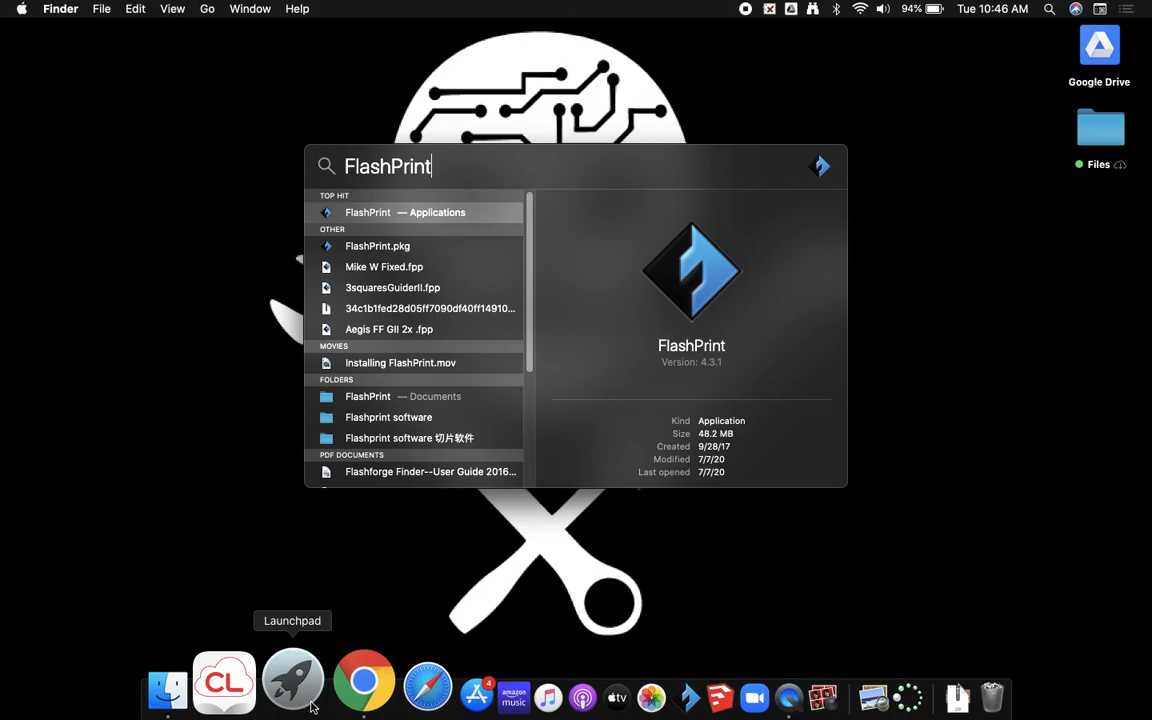 Finder File Edit View Go Window Help 94% Tue 10:46 AM
Google Drive
Files
FlashPrint
TOP HIT
FlashPrint — Applications
OTHER
FlashPrint.pkg
Mike W Fixed.fpp
3squaresGuiderII.fpp
34c1b1fed28d05ff7090df40ff14910...
Aegis FF GII 2x .fpp
MOVIES
Installing FlashPrint.mov
FOLDERS
FlashPrint — Documents
Flashprint software
Flashprint software 切片软件
PDF DOCUMENTS
Flashforge Finder--User Guide 2016...
FlashPrint
Version: 4.3.1
Kind Application
Size 48.2 MB
Created 9/28/17
Modified 7/7/20
Last opened 7/7/20
Launchpad
CL
4
amazon music
tv
ZIP